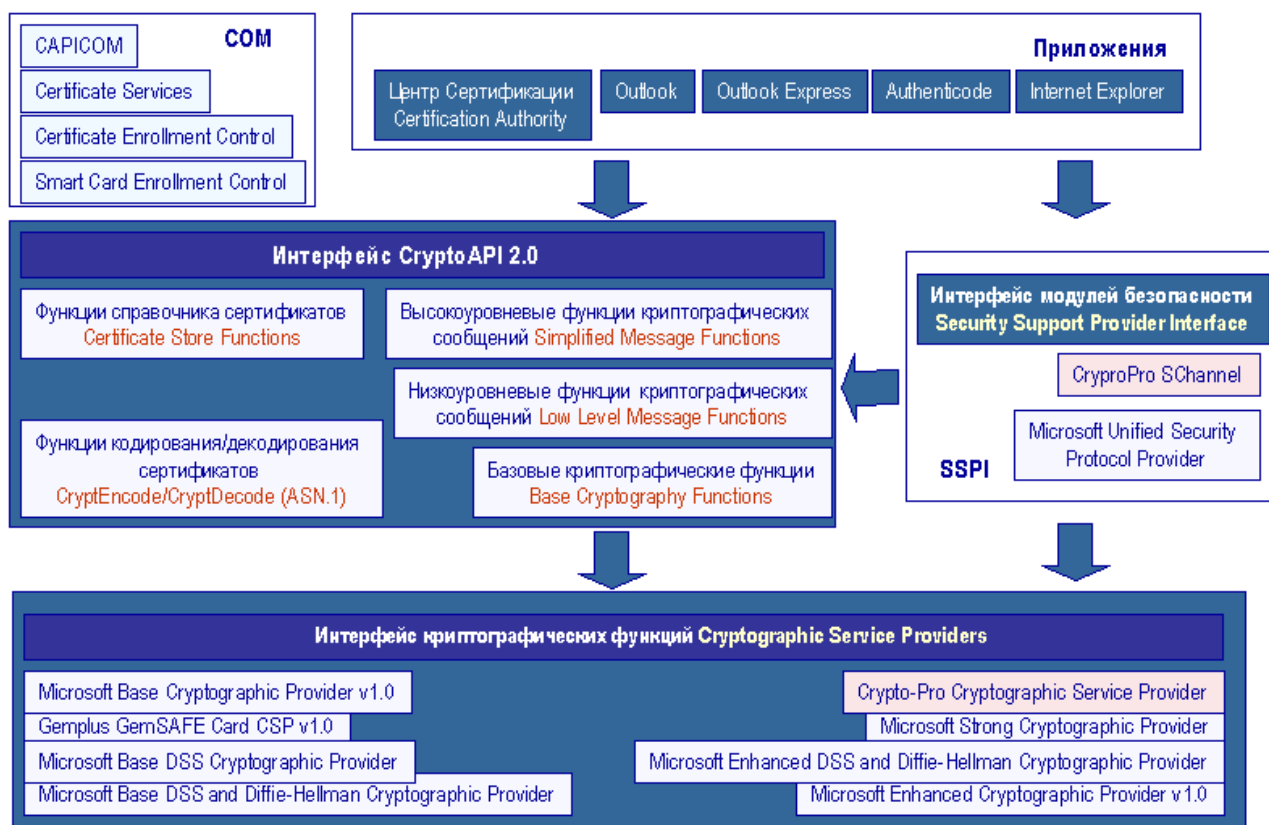 COM
CAPICOM
Certificate Services
Certificate Enrollment Control
Smart Card Enrollment Control
Приложения
Центр Сертификации
Certification Authority
Outlook
Outlook Express
Authenticode
Internet Explorer
Интерфейс CryptoAPI 2.0
Функции справочника сертификатов
Certificate Store Functions
Высокоуровневые функции криптографических
сообщений Simplified Message Functions
Низкоуровневые функции криптографических
сообщений Low Level Message Functions
Функции кодирования/декодирования
сертификатов
CryptEncode/CryptDecode (ASN.1)
Базовые криптографические функции
Base Cryptography Functions
Интерфейс модулей безопасности
Security Support Provider Interface
CryproPro SChannel
Microsoft Unified Security
Protocol Provider
SSPI
Интерфейс криптографических функций Cryptographic Service Providers
Microsoft Base Cryptographic Provider v1.0
Gemplus GemSAFE Card CSP v1.0
Microsoft Base DSS Cryptographic Provider
Microsoft Base DSS and Diffie-Hellman Cryptographic Provider
Crypto-Pro Cryptographic Service Provider
Microsoft Strong Cryptographic Provider
Microsoft Enhanced DSS and Diffie-Hellman Cryptographic Provider
Microsoft Enhanced Cryptographic Provider v1.0